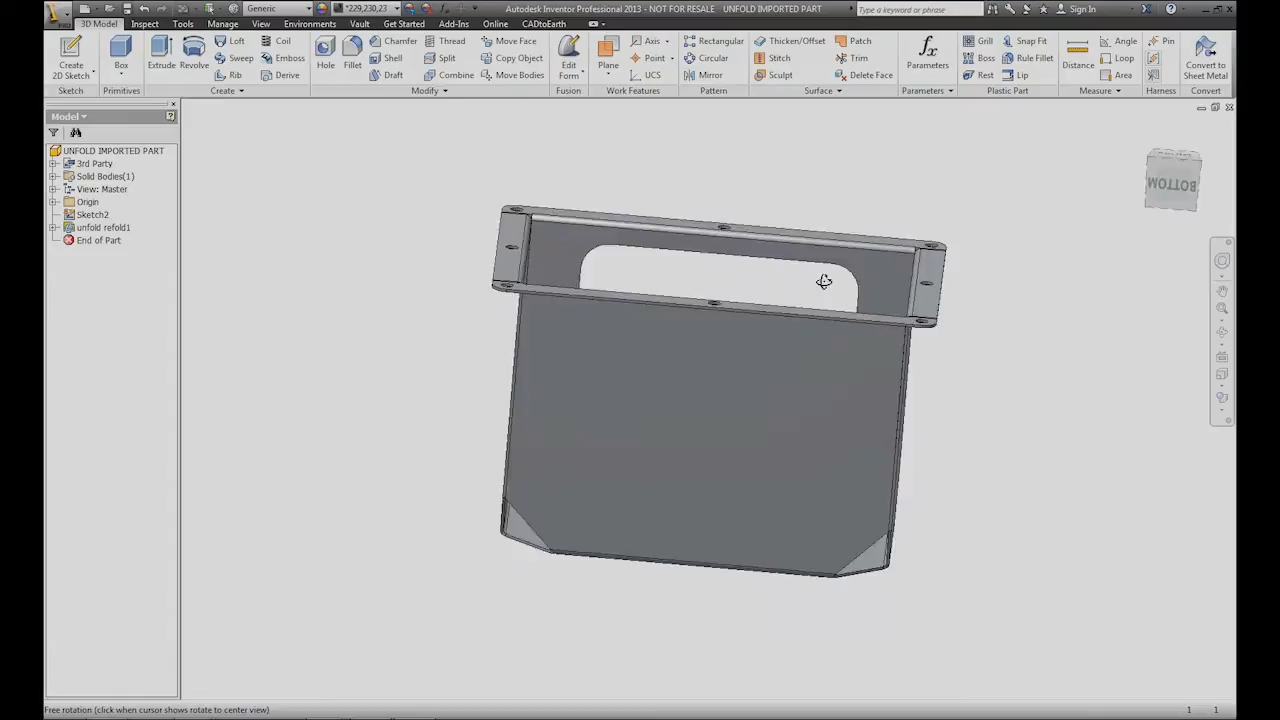 PRO
Generic
*229,230,23
fx
Autodesk Inventor Professional 2013 - NOT FOR RESALE   UNFOLD IMPORTED PART
Type a keyword or phrase
Sign In
3D Model
Inspect
Tools
Manage
View
Environments
Vault
Get Started
Add-Ins
Online
CADtoEarth
Create
2D Sketch
Sketch
Box
Primitives
Extrude
Revolve
Loft
Sweep
Rib
Coil
Emboss
Derive
Create
Hole
Fillet
Chamfer
Shell
Draft
Thread
Split
Combine
Move Face
Copy Object
Move Bodies
Modify
Edit
Form
Fusion
Plane
Axis
Point
UCS
Work Features
Rectangular
Circular
Mirror
Pattern
Thicken/Offset
Stitch
Sculpt
Patch
Trim
Delete Face
Surface
fx
Parameters
Parameters
Grill
Boss
Rest
Snap Fit
Rule Fillet
Lip
Plastic Part
Distance
Angle
Loop
Area
Measure
Pin
Harness
Convert to
Sheet Metal
Convert
Model
UNFOLD IMPORTED PART
3rd Party
Solid Bodies(1)
View: Master
Origin
Sketch2
unfold refold1
End of Part
BOTTOM
Free rotation (click when cursor shows rotate to center view)
1
1